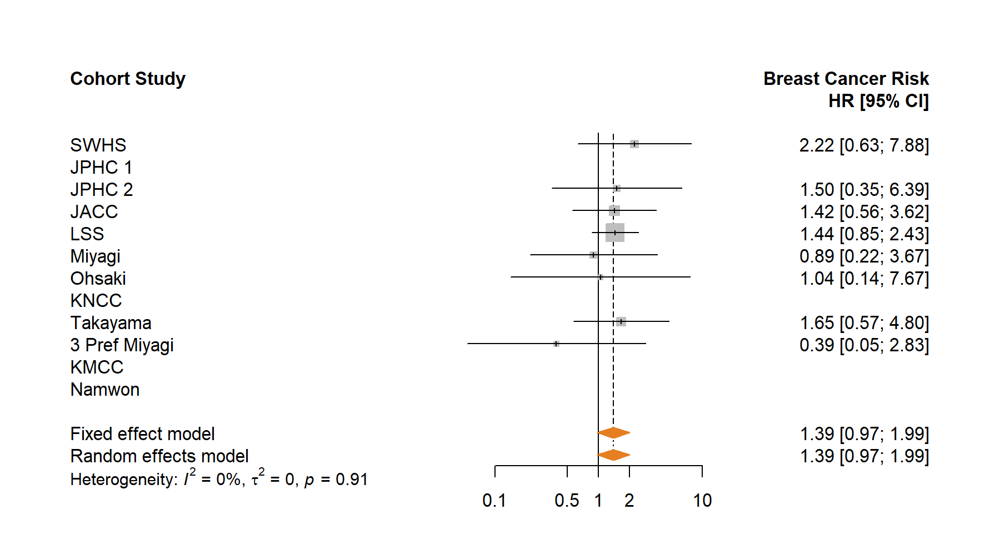 Cohort Study
Breast Cancer Risk
HR [95% CI]
SWHS 2.22 [0.63; 7.88]
JPHC 1
JPHC 2 1.50 [0.35; 6.39]
JACC 1.42 [0.56; 3.62]
LSS 1.44 [0.85; 2.43]
Miyagi 0.89 [0.22; 3.67]
Ohsaki 1.04 [0.14; 7.67]
KNCC
Takayama 1.65 [0.57; 4.80]
3 Pref Miyagi 0.39 [0.05; 2.83]
KMCC
Namwon
Fixed effect model 1.39 [0.97; 1.99]
Random effects model 1.39 [0.97; 1.99]
Heterogeneity: I² = 0%, τ² = 0, p = 0.91
0.1 0.5 1 2 10